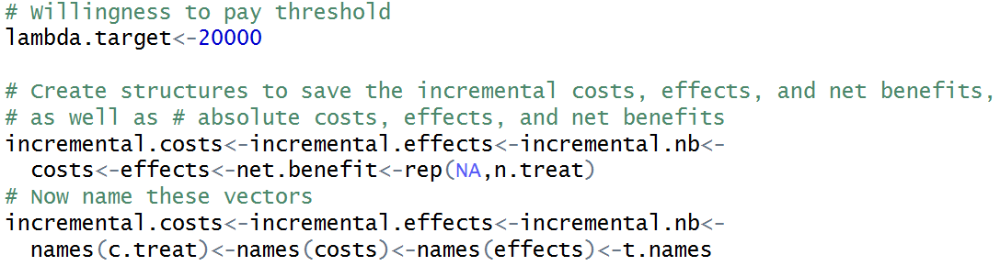 # Willingness to pay threshold
lambda.target<-20000
# Create structures to save the incremental costs, effects, and net benefits,
# as well as # absolute costs, effects, and net benefits
incremental.costs<-incremental.effects<-incremental.nb<-
costs<-effects<-net.benefit<-rep(NA,n.treat)
# Now name these vectors
incremental.costs<-incremental.effects<-incremental.nb<-
names(c.treat)<-names(costs)<-names(effects)<-t.names